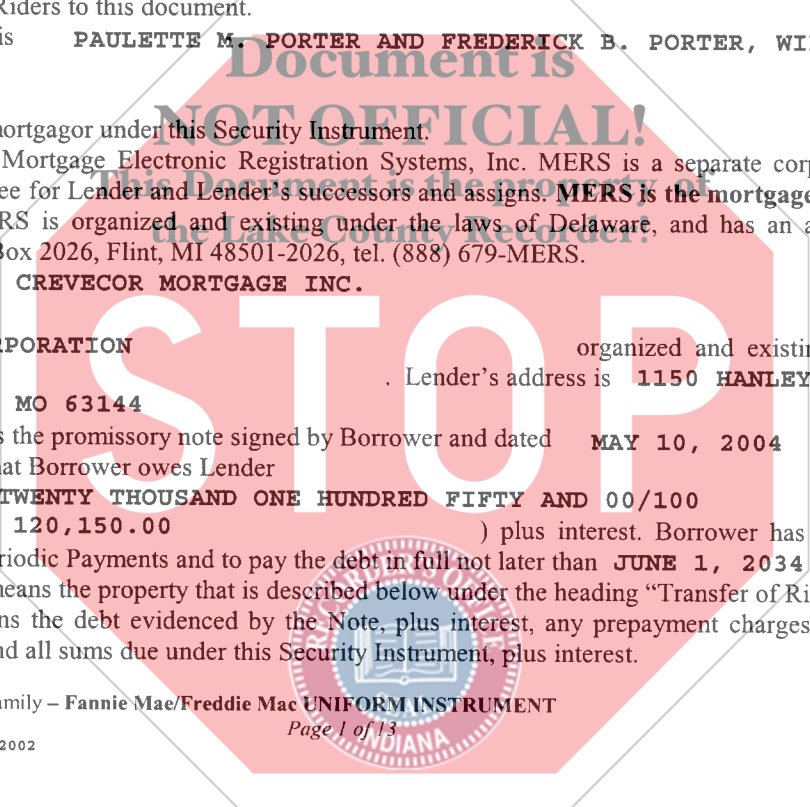 Riders to this document.
is PAULETTE M. PORTER AND FREDERICK B. PORTER, WI
Document is
NOT OFFICIAL!
mortgagor under this Security Instrument.
Mortgage Electronic Registration Systems, Inc. MERS is a separate cor
This Document is the property of
ee for Lender and Lender's successors and assigns. MERS is the mortgage
RS is organized and existing under the laws of Delaware, and has an a
the Lake County Recorder!
Box 2026, Flint, MI 48501-2026, tel. (888) 679-MERS.
CREVECOR MORTGAGE INC.
RPORATION organized and existin
. Lender's address is 1150 HANLEY
STOP
MO 63144
s the promissory note signed by Borrower and dated MAY 10, 2004
hat Borrower owes Lender
TWENTY THOUSAND ONE HUNDRED FIFTY AND 00/100
120,150.00 ) plus interest. Borrower has
riodic Payments and to pay the debt in full not later than JUNE 1, 2034
means the property that is described below under the heading “Transfer of Ri
ns the debt evidenced by the Note, plus interest, any prepayment charges
nd all sums due under this Security Instrument, plus interest.
amily – Fannie Mae/Freddie Mac UNIFORM INSTRUMENT
Page 1 of 13
2002
INDIANA